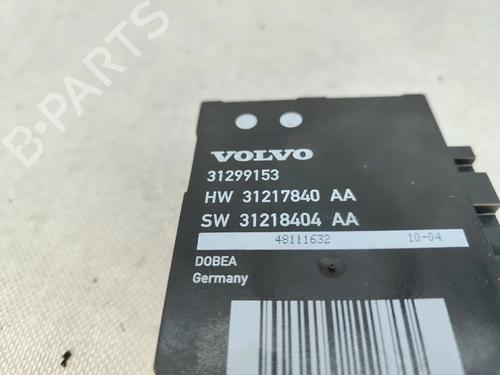 B-PARTS
VOLVO
31299153
HW 31217840 AA
SW 31218404 AA
48111632 10-04
DOBEA
Germany